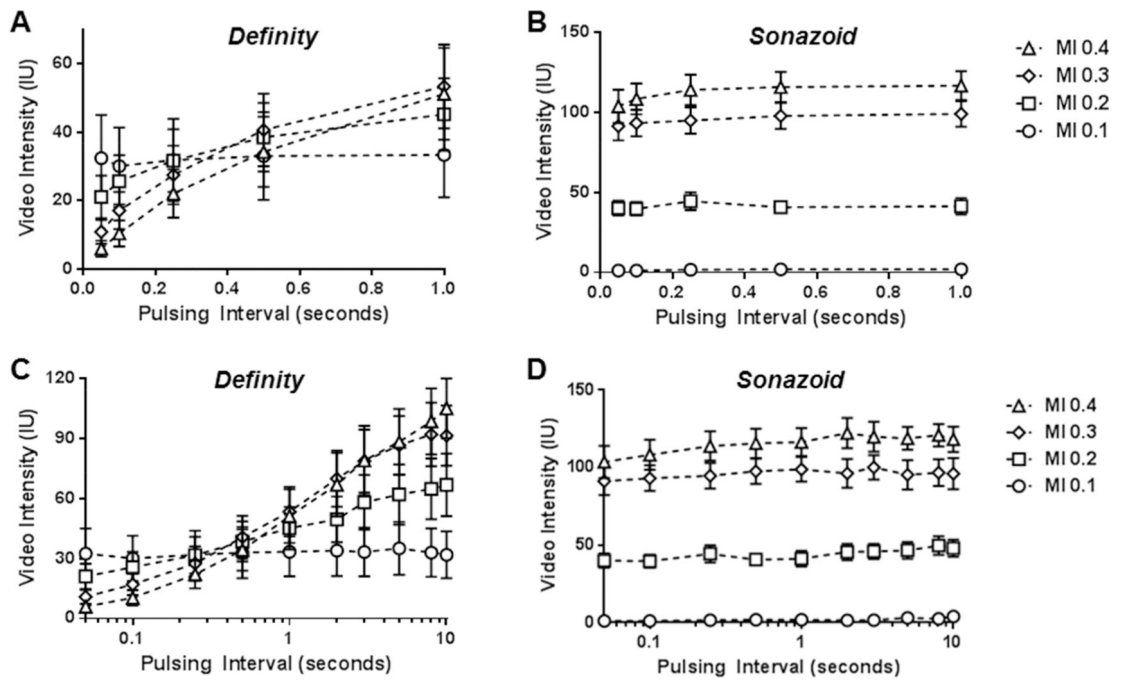 A
Definity
Video Intensity (IU)
60
40
20
0
0.0 0.2 0.4 0.6 0.8 1.0
Pulsing Interval (seconds)
B
Sonazoid
Video Intensity (IU)
150
100
50
0
0.0 0.2 0.4 0.6 0.8 1.0
Pulsing Interval (seconds)
MI 0.4
MI 0.3
MI 0.2
MI 0.1
C
Definity
Video Intensity (IU)
120
90
60
30
0
0.1 1 10
Pulsing Interval (seconds)
D
Sonazoid
Video Intensity (IU)
150
100
50
0
0.1 1 10
Pulsing Interval (seconds)
MI 0.4
MI 0.3
MI 0.2
MI 0.1